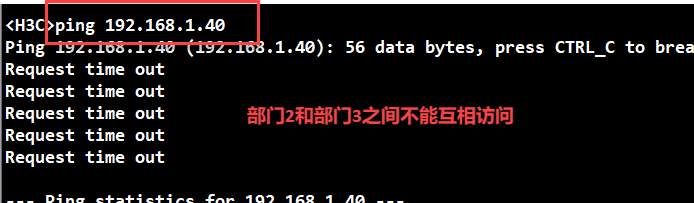 <H3C>ping 192.168.1.40
Ping 192.168.1.40 (192.168.1.40): 56 data bytes, press CTRL_C to brea
Request time out
Request time out
Request time out
部门2和部门3之间不能互相访问
Request time out
Request time out
--- Ping statistics for 192.168.1.40 ---